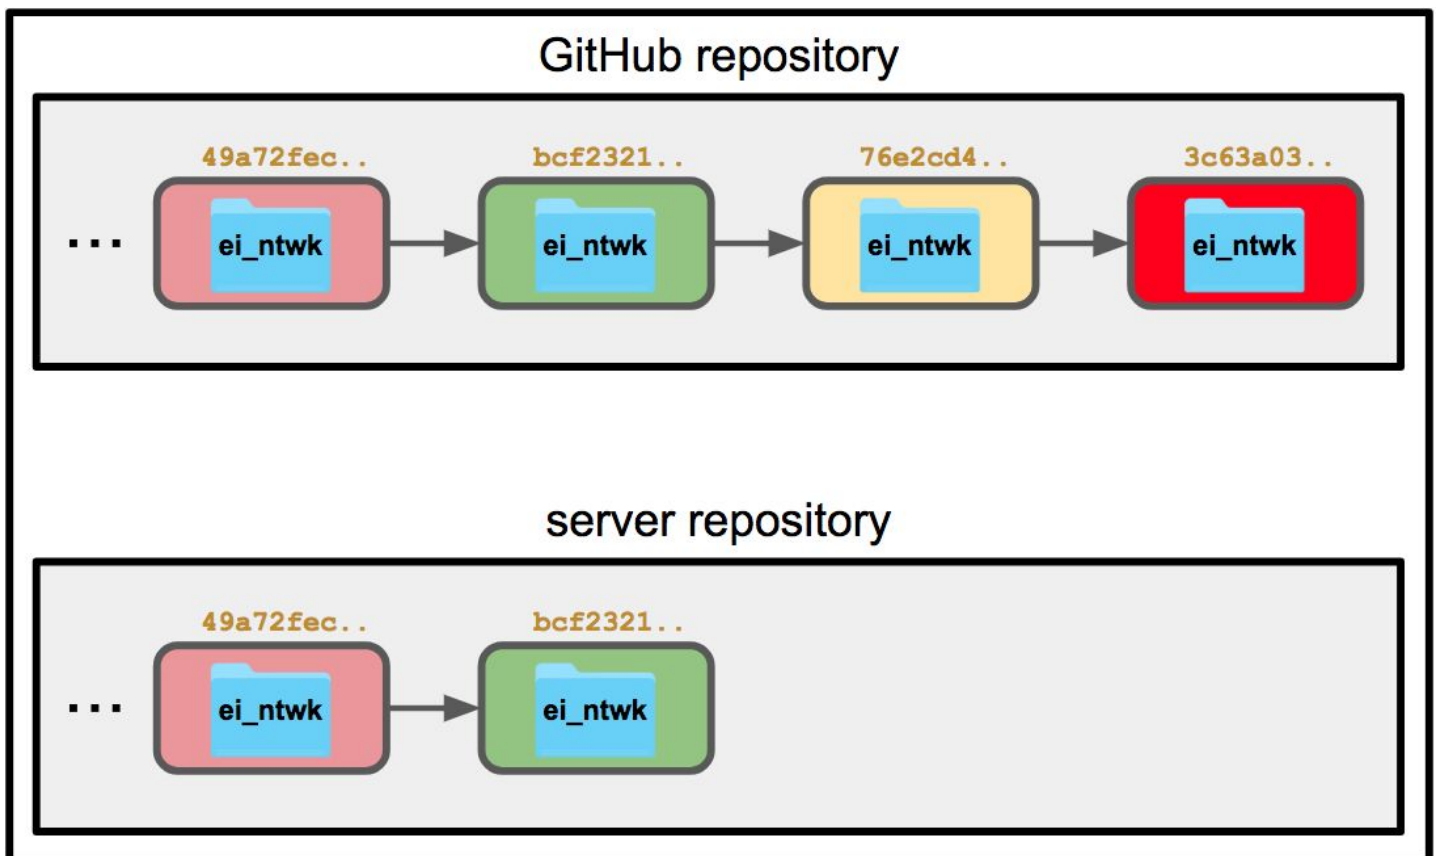 GitHub repository
49a72fec.. bcf2321.. 76e2cd4.. 3c63a03..
... ei_ntwk ei_ntwk ei_ntwk ei_ntwk
server repository
49a72fec.. bcf2321..
... ei_ntwk ei_ntwk